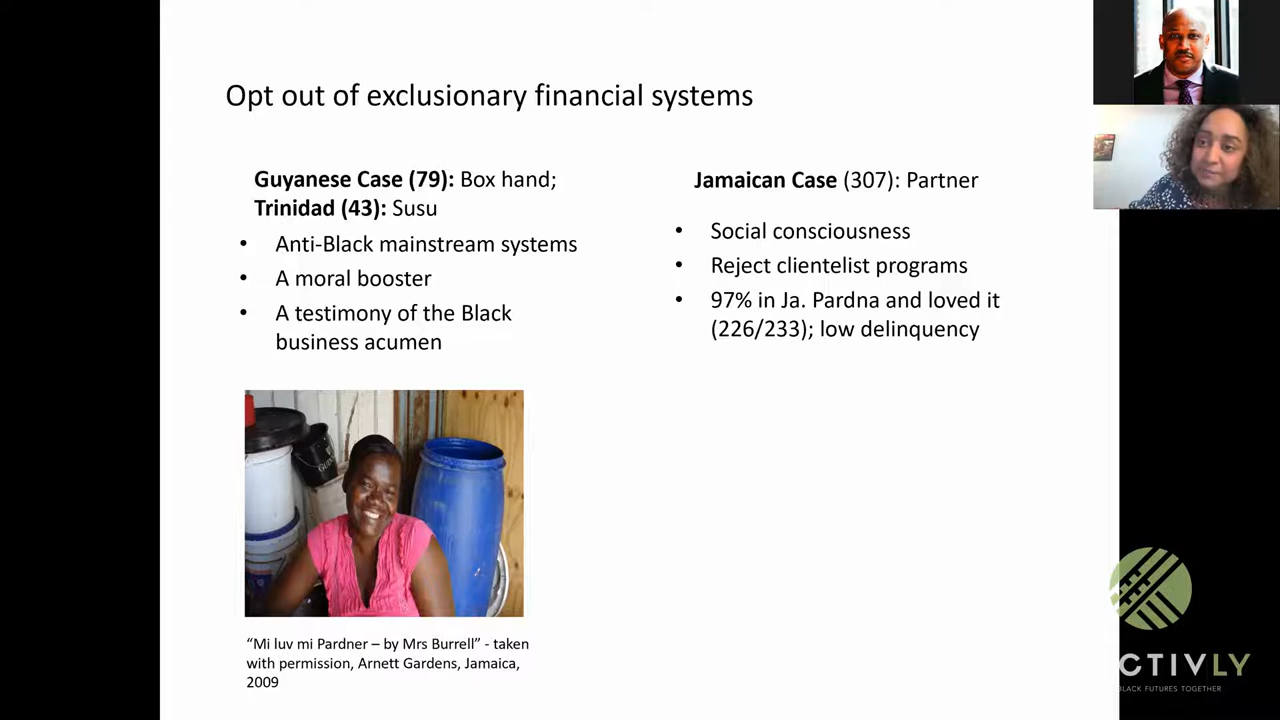 Opt out of exclusionary financial systems
Guyanese Case (79): Box hand;
Trinidad (43): Susu
• Anti-Black mainstream systems
• A moral booster
• A testimony of the Black
business acumen
Jamaican Case (307): Partner
• Social consciousness
• Reject clientelist programs
• 97% in Ja. Pardna and loved it
(226/233); low delinquency
“Mi luv mi Pardner – by Mrs Burrell” - taken
with permission, Arnett Gardens, Jamaica,
2009
CTIVLY
BLACK FUTURES TOGETHER